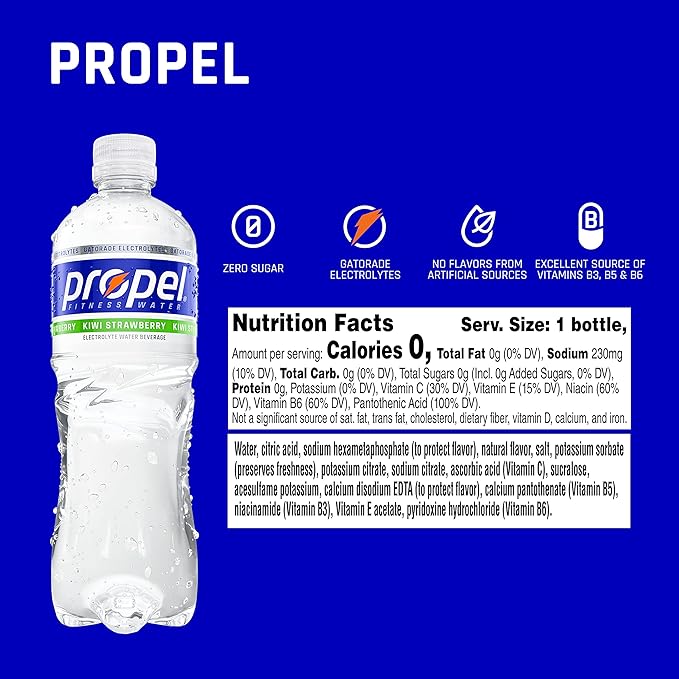 PROPEL
0
ZERO SUGAR
GATORADE
ELECTROLYTES
NO FLAVORS FROM
ARTIFICIAL SOURCES
B
EXCELLENT SOURCE OF
VITAMINS B3, B5 & B6
GATORADE ELECTROLYTES
propel®
FITNESS WATER
KIWI STRAWBERRY
ELECTROLYTE WATER BEVERAGE
Nutrition Facts Serv. Size: 1 bottle,
Amount per serving: Calories 0, Total Fat 0g (0% DV), Sodium 230mg
(10% DV), Total Carb. 0g (0% DV), Total Sugars 0g (Incl. 0g Added Sugars, 0% DV),
Protein 0g, Potassium (0% DV), Vitamin C (30% DV), Vitamin E (15% DV), Niacin (60%
DV), Vitamin B6 (60% DV), Pantothenic Acid (100% DV).
Not a significant source of sat. fat, trans fat, cholesterol, dietary fiber, vitamin D, calcium, and iron.
Water, citric acid, sodium hexametaphosphate (to protect flavor), natural flavor, salt, potassium sorbate
(preserves freshness), potassium citrate, sodium citrate, ascorbic acid (Vitamin C), sucralose,
acesulfame potassium, calcium disodium EDTA (to protect flavor), calcium pantothenate (Vitamin B5),
niacinamide (Vitamin B3), Vitamin E acetate, pyridoxine hydrochloride (Vitamin B6).